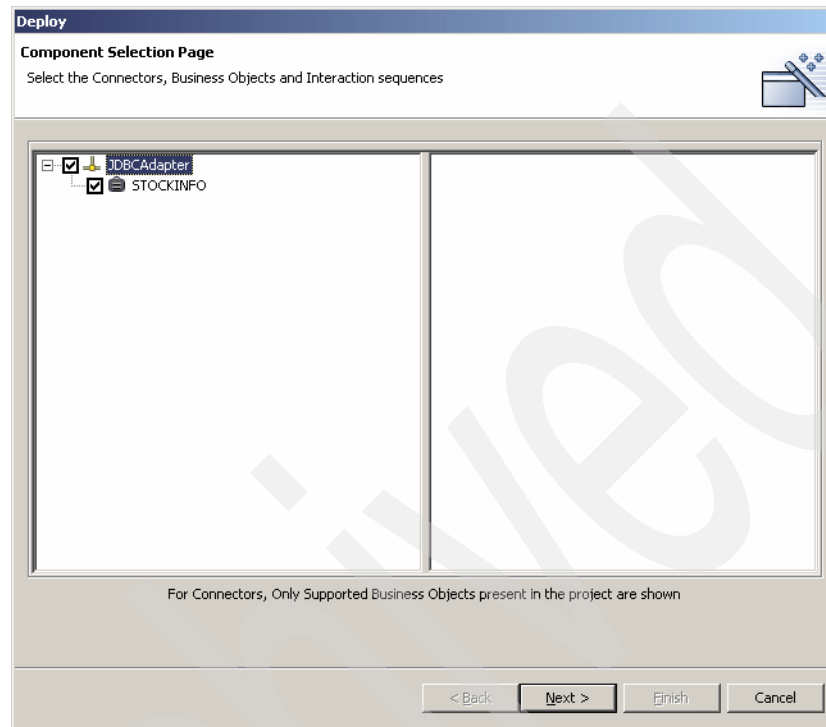 Deploy
Component Selection Page
Select the Connectors, Business Objects and Interaction sequences
JDBCAdapter
STOCKINFO
For Connectors, Only Supported Business Objects present in the project are shown
< Back
Next >
Finish
Cancel